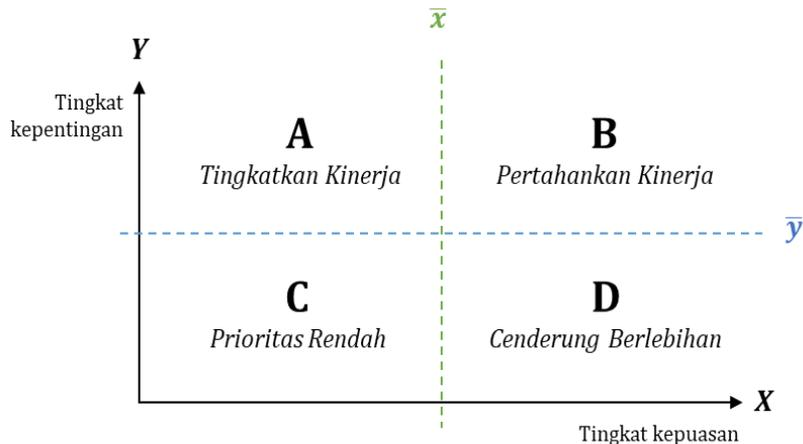 x̅
Y
Tingkat
kepentingan
A
B
Tingkatkan Kinerja
Pertahankan Kinerja
y̅
C
D
Prioritas Rendah
Cenderung Berlebihan
X
Tingkat kepuasan